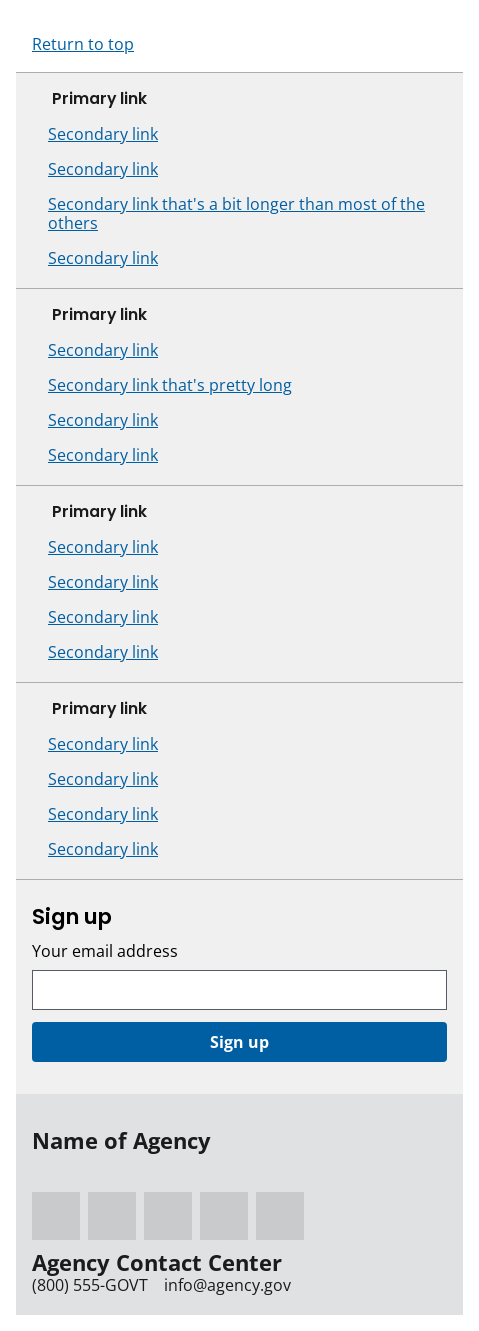 Return to top
Primary link
Secondary link
Secondary link
Secondary link that's a bit longer than most of the
others
Secondary link
Primary link
Secondary link
Secondary link that's pretty long
Secondary link
Secondary link
Primary link
Secondary link
Secondary link
Secondary link
Secondary link
Primary link
Secondary link
Secondary link
Secondary link
Secondary link
Sign up
Your email address
Sign up
Name of Agency
Agency Contact Center
(800) 555-GOVT info@agency.gov